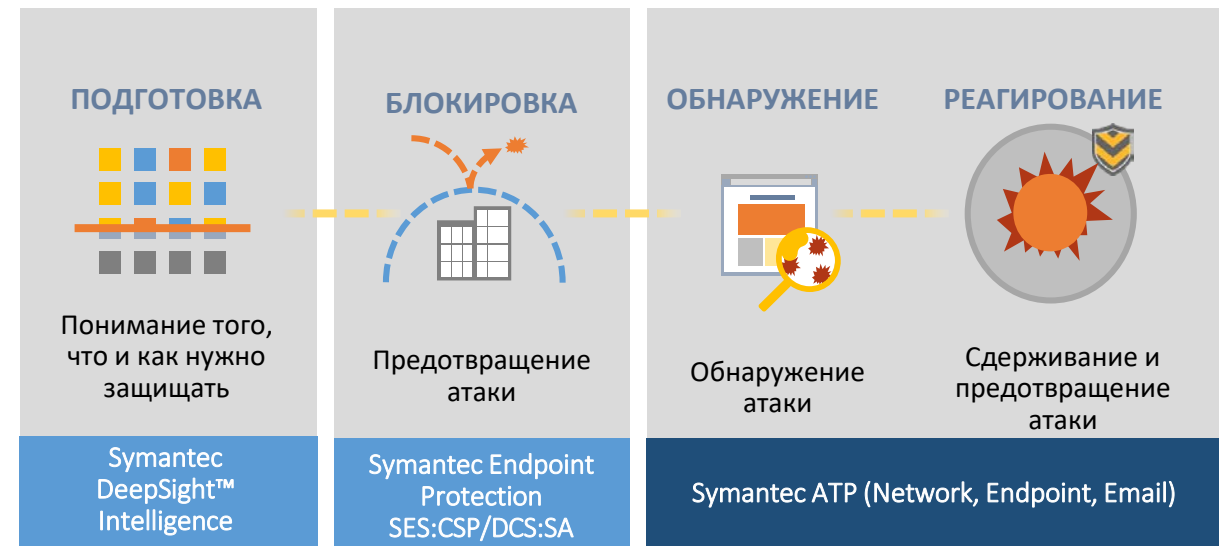 ПОДГОТОВКА
Понимание того,
что и как нужно
защищать
Symantec
DeepSight™
Intelligence
БЛОКИРОВКА
Предотвращение
атаки
Symantec Endpoint
Protection
SES:CSP/DCS:SA
ОБНАРУЖЕНИЕ
Обнаружение
атаки
РЕАГИРОВАНИЕ
Сдерживание и
предотвращение
атаки
Symantec ATP (Network, Endpoint, Email)